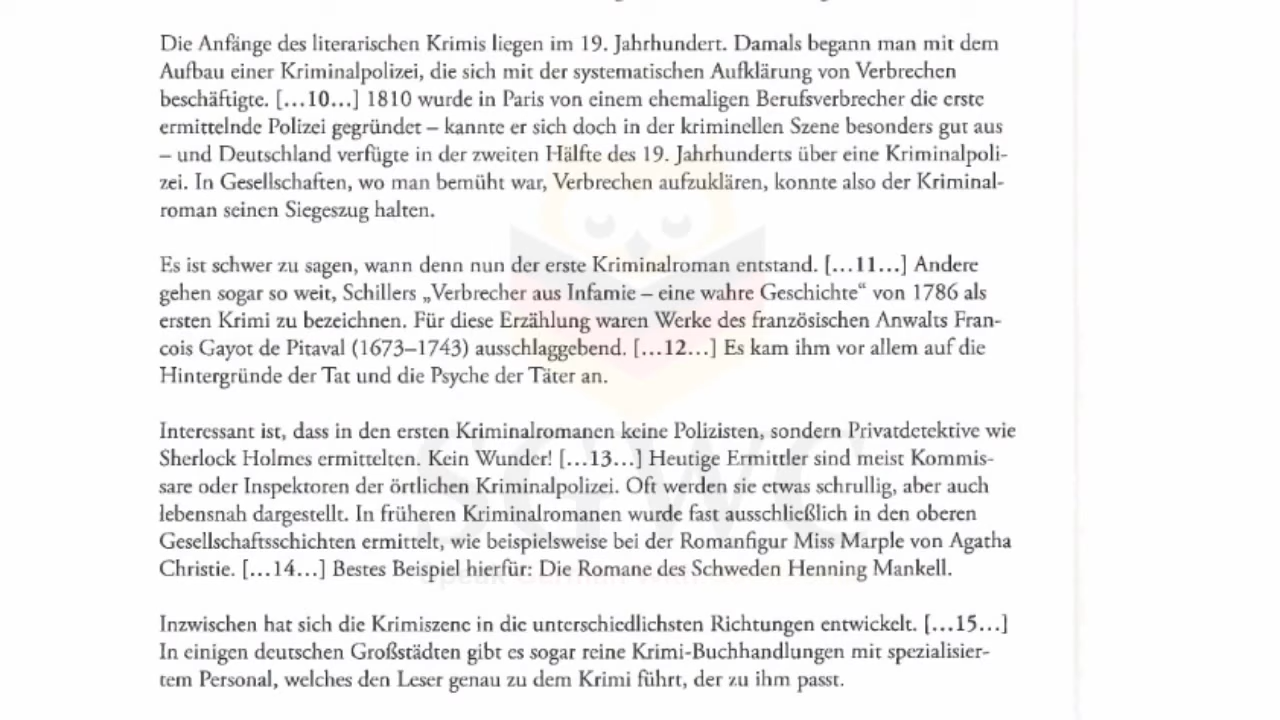 Die Anfänge des literarischen Krimis liegen im 19. Jahrhundert. Damals begann man mit dem
Aufbau einer Kriminalpolizei, die sich mit der systematischen Aufklärung von Verbrechen
beschäftigte. [...10...] 1810 wurde in Paris von einem ehemaligen Berufsverbrecher die erste
ermittelnde Polizei gegründet – kannte er sich doch in der kriminellen Szene besonders gut aus
– und Deutschland verfügte in der zweiten Hälfte des 19. Jahrhunderts über eine Kriminalpoli-
zei. In Gesellschaften, wo man bemüht war, Verbrechen aufzuklären, konnte also der Kriminal-
roman seinen Siegeszug halten.
Es ist schwer zu sagen, wann denn nun der erste Kriminalroman entstand. [...11...] Andere
gehen sogar so weit, Schillers „Verbrecher aus Infamie – eine wahre Geschichte“ von 1786 als
ersten Krimi zu bezeichnen. Für diese Erzählung waren Werke des französischen Anwalts Fran-
cois Gayot de Pitaval (1673–1743) ausschlaggebend. [...12...] Es kam ihm vor allem auf die
Hintergründe der Tat und die Psyche der Täter an.
Interessant ist, dass in den ersten Kriminalromanen keine Polizisten, sondern Privatdetektive wie
Sherlock Holmes ermittelten. Kein Wunder! [...13...] Heutige Ermittler sind meist Kommis-
sare oder Inspektoren der örtlichen Kriminalpolizei. Oft werden sie etwas schrullig, aber auch
lebensnah dargestellt. In früheren Kriminalromanen wurde fast ausschließlich in den oberen
Gesellschaftsschichten ermittelt, wie beispielsweise bei der Romanfigur Miss Marple von Agatha
Christie. [...14...] Bestes Beispiel hierfür: Die Romane des Schweden Henning Mankell.
Inzwischen hat sich die Krimiszene in die unterschiedlichsten Richtungen entwickelt. [...15...]
In einigen deutschen Großstädten gibt es sogar reine Krimi-Buchhandlungen mit spezialisier-
tem Personal, welches den Leser genau zu dem Krimi führt, der zu ihm passt.